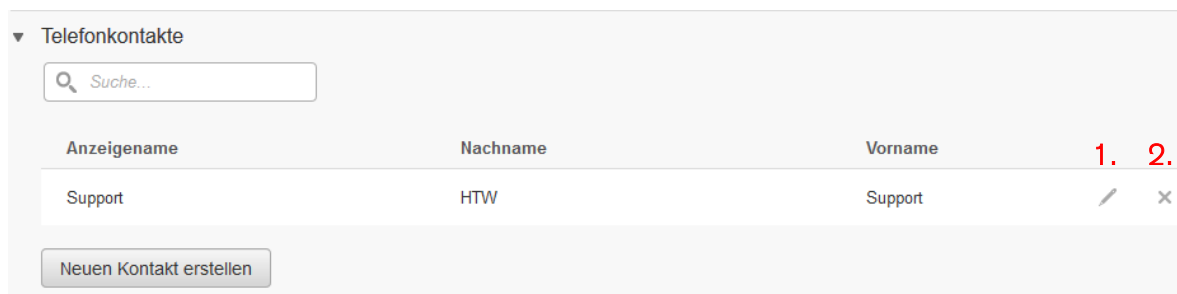 Telefonkontakte
Suche...
Anzeigename Nachname Vorname 1. 2.
Support HTW Support
Neuen Kontakt erstellen